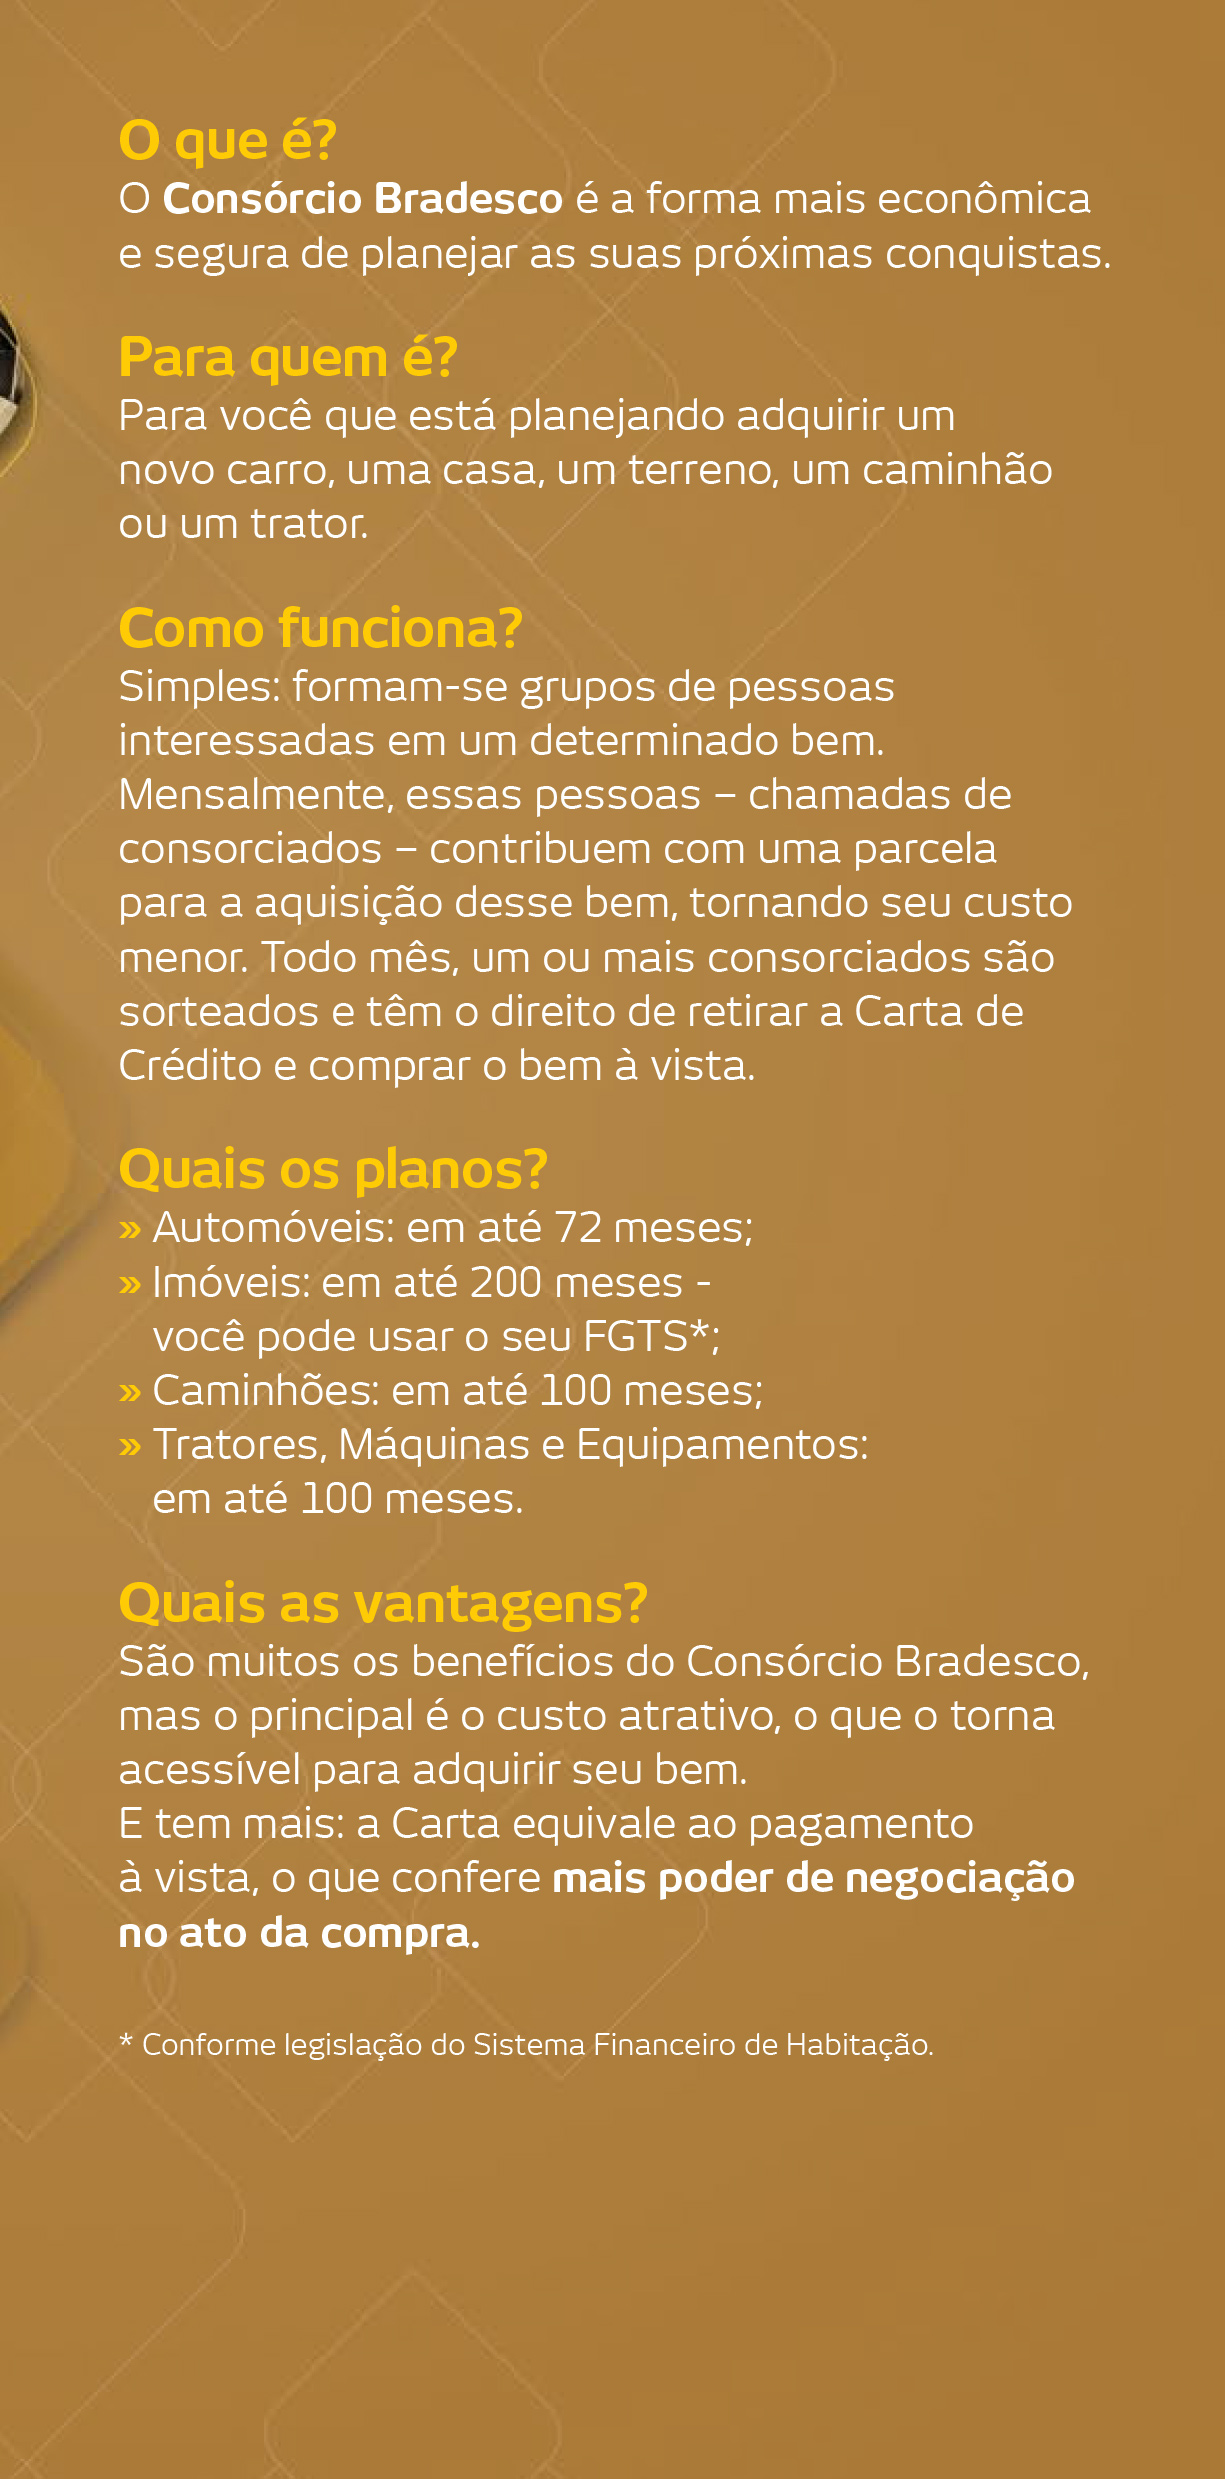 O que é?
O Consórcio Bradesco é a forma mais econômica
e segura de planejar as suas próximas conquistas.
Para quem é?
Para você que está planejando adquirir um
novo carro, uma casa, um terreno, um caminhão
ou um trator.
Como funciona?
Simples: formam-se grupos de pessoas
interessadas em um determinado bem.
Mensalmente, essas pessoas – chamadas de
consorciados – contribuem com uma parcela
para a aquisição desse bem, tornando seu custo
menor. Todo mês, um ou mais consorciados são
sorteados e têm o direito de retirar a Carta de
Crédito e comprar o bem à vista.
Quais os planos?
» Automóveis: em até 72 meses;
» Imóveis: em até 200 meses -
você pode usar o seu FGTS*;
» Caminhões: em até 100 meses;
» Tratores, Máquinas e Equipamentos:
em até 100 meses.
Quais as vantagens?
São muitos os benefícios do Consórcio Bradesco,
mas o principal é o custo atrativo, o que o torna
acessível para adquirir seu bem.
E tem mais: a Carta equivale ao pagamento
à vista, o que confere mais poder de negociação
no ato da compra.
* Conforme legislação do Sistema Financeiro de Habitação.